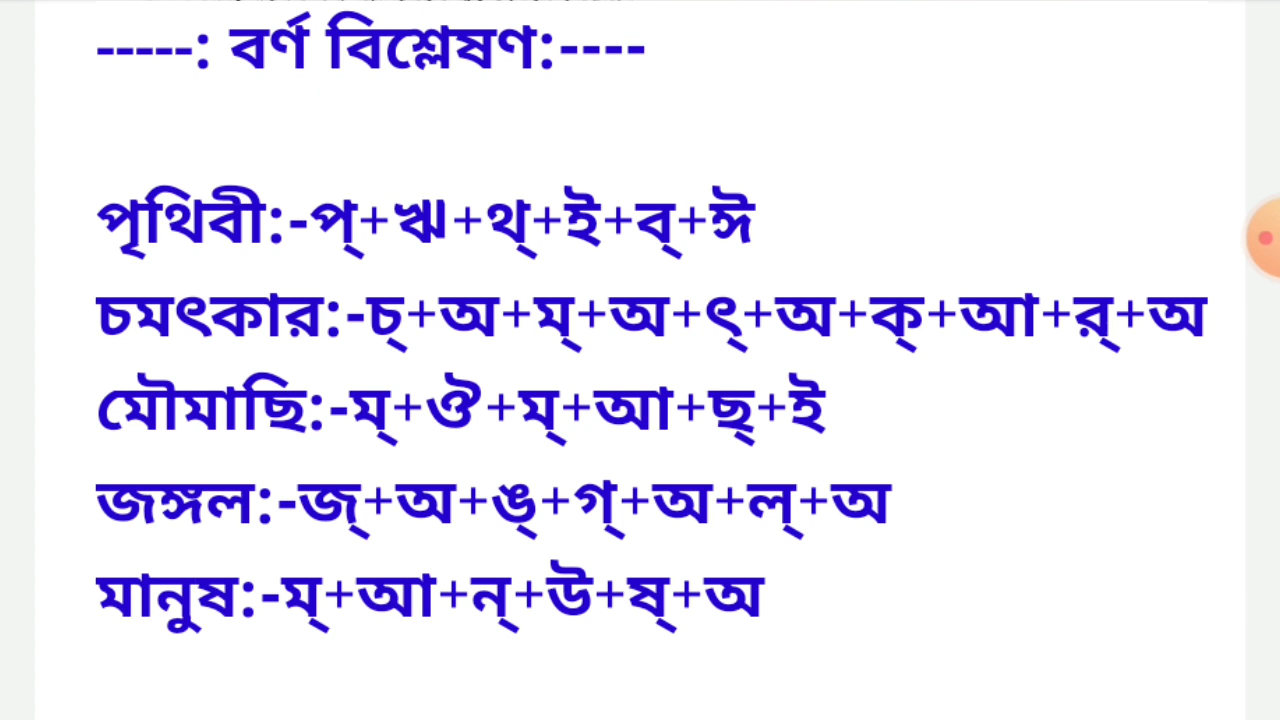 -----: বর্ণ বিশ্লেষণ:----
পৃথিবী:-প্+ঋ+থ্+ই+ব্+ঈ
চমৎকার:-চ্+অ+ম্+অ+ৎ্+অ+ক্+আ+র্+অ
মৌমাছি:-ম্+ঔ+ম্+আ+ছ্+ই
জঙ্গল:-জ্+অ+ঙ্+গ্+অ+ল্+অ
মানুষ:-ম্+আ+ন্+উ+ষ্+অ